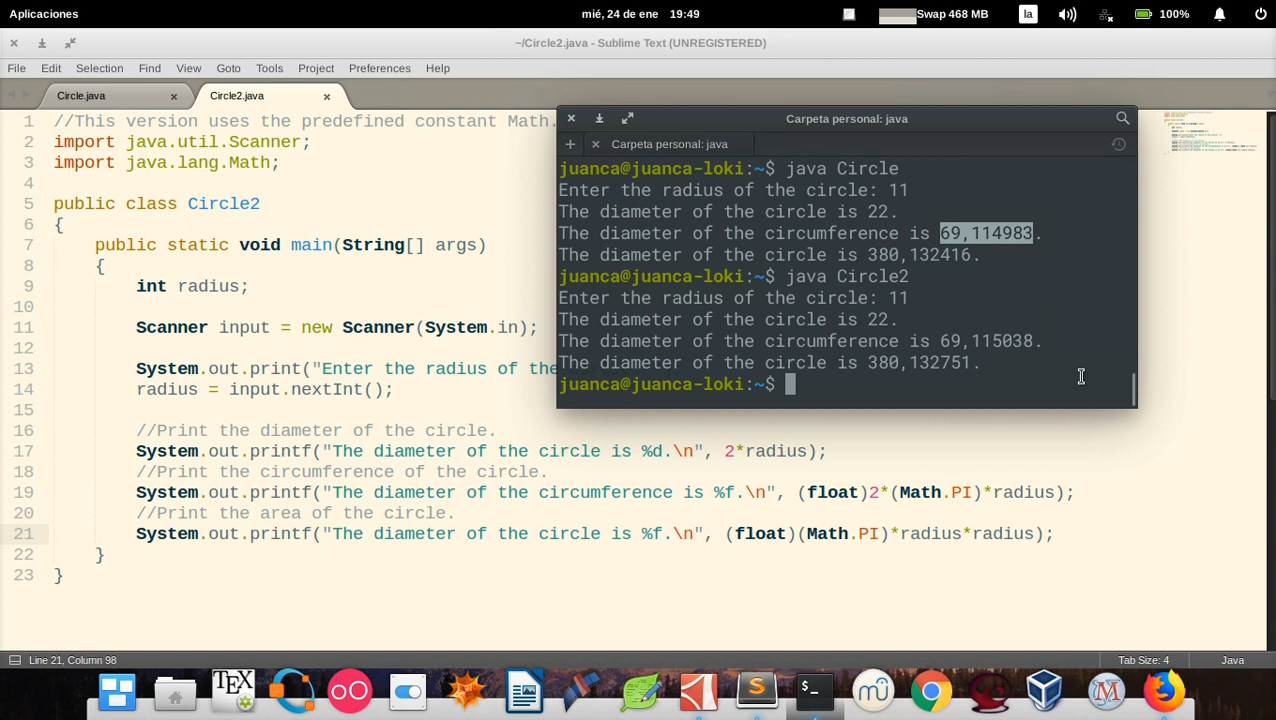 Aplicaciones mié, 24 de ene 19:49 Swap 468 MB la 100%
~/Circle2.java - Sublime Text (UNREGISTERED)
File Edit Selection Find View Goto Tools Project Preferences Help
Circle.java Circle2.java
1 //This version uses the predefined constant Math.
2 import java.util.Scanner;
3 import java.lang.Math;
4
5 public class Circle2
6 {
7 public static void main(String[] args)
8 {
9 int radius;
10
11 Scanner input = new Scanner(System.in);
12
13 System.out.print("Enter the radius of the
14 radius = input.nextInt();
15
16 //Print the diameter of the circle.
17 System.out.printf("The diameter of the circle is %d.\n", 2*radius);
18 //Print the circumference of the circle.
19 System.out.printf("The diameter of the circumference is %f.\n", (float)2*(Math.PI)*radius);
20 //Print the area of the circle.
21 System.out.printf("The diameter of the circle is %f.\n", (float)(Math.PI)*radius*radius);
22 }
23 }
Carpeta personal: java
Carpeta personal: java
juanca@juanca-loki:~$ java Circle
Enter the radius of the circle: 11
The diameter of the circle is 22.
The diameter of the circumference is 69,114983.
The diameter of the circle is 380,132416.
juanca@juanca-loki:~$ java Circle2
Enter the radius of the circle: 11
The diameter of the circle is 22.
The diameter of the circumference is 69,115038.
The diameter of the circle is 380,132751.
juanca@juanca-loki:~$
Line 21, Column 98 Tab Size: 4 Java
TEX